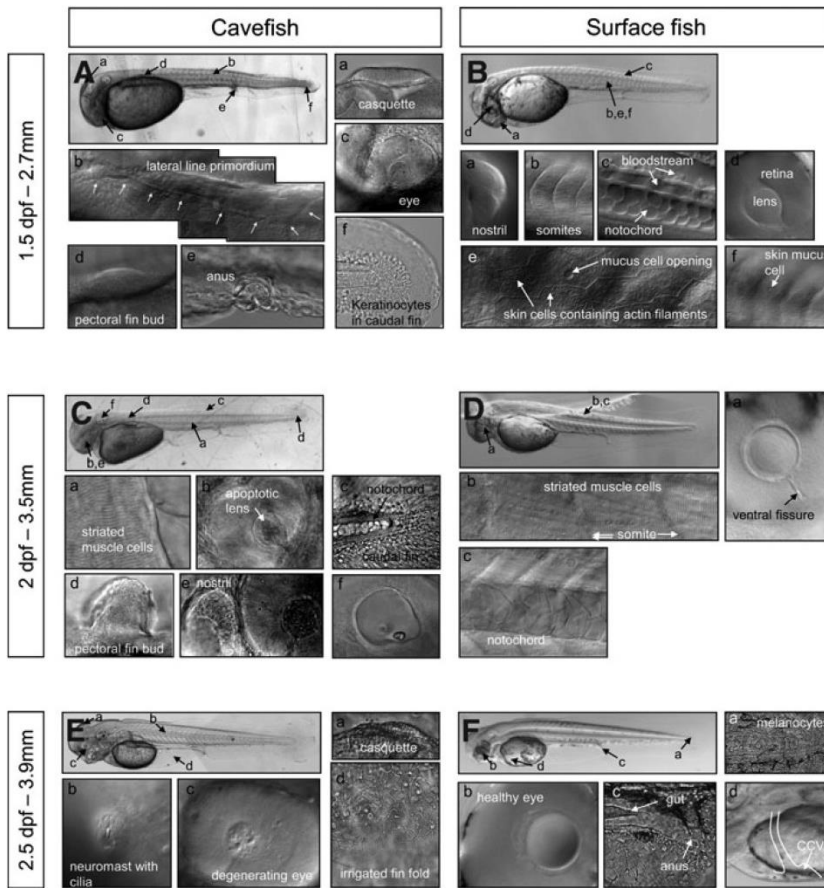 Cavefish
Surface fish
1.5 dpf – 2.7mm
A
a
d
b
c
e
f
a
casquette
b
lateral line primordium
c
eye
d
pectoral fin bud
e
anus
f
Keratinocytes
in caudal fin
B
c
d
a
b,e,f
a
nostril
b
somites
c
bloodstream
notochord
d
retina
lens
e
mucus cell opening
skin cells containing actin filaments
f
skin mucus
cell
2 dpf – 3.5mm
C
f
d
c
a
d
b,e
a
striated
muscle cells
b
apoptotic
lens
c
notochord
caudal fin
d
pectoral fin bud
e
nostril
f
D
b,c
a
a
ventral fissure
b
striated muscle cells
somite
c
notochord
2.5 dpf – 3.9mm
E
a
b
c
d
a
casquette
b
neuromast with
cilia
c
degenerating eye
d
irrigated fin fold
F
b
d
c
a
a
melanocytes
b
healthy eye
c
gut
anus
d
CCV